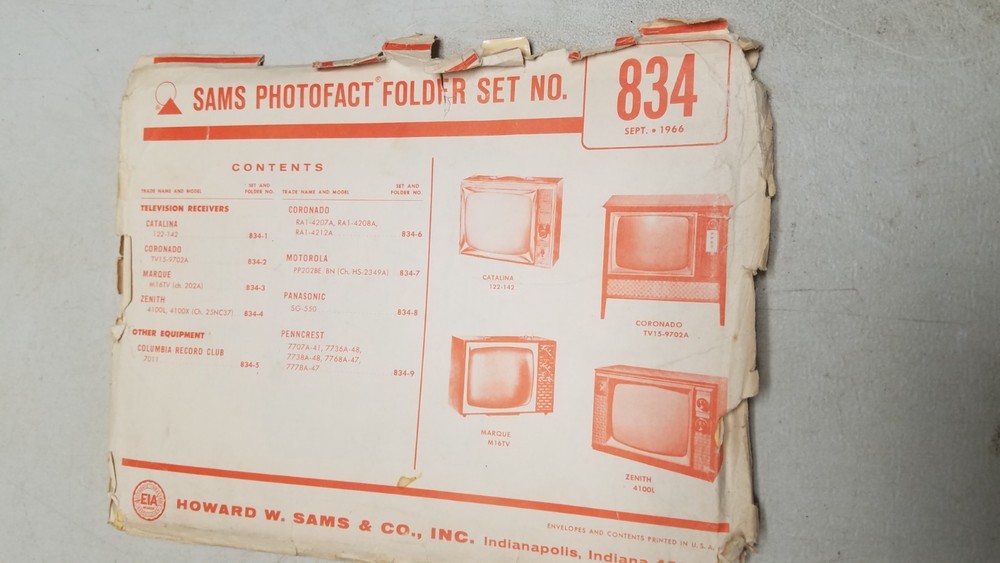 SAMS PHOTOFACT® FOLDER SET NO.
834
SEPT. • 1966
CONTENTS
TRADE NAME AND MODEL
SET AND
FOLDER NO.
TELEVISION RECEIVERS
CATALINA
122-142 834-1
CORONADO
TV15-9702A 834-2
MARQUE
M16TV (ch. 202A) 834-3
ZENITH
4100L, 4100X (Ch. 25NC37) 834-4
OTHER EQUIPMENT
COLUMBIA RECORD CLUB
7011 834-5
TRADE NAME AND MODEL
SET AND
FOLDER NO.
CORONADO
RA1-4207A, RA1-4208A,
RA1-4212A 834-6
MOTOROLA
PP202BE BN (Ch. HS-2349A) 834-7
PANASONIC
SG-550 834-8
PENNCREST
7707A-41, 7736A-48,
7738A-48, 7768A-47,
7778A-47 834-9
CATALINA
122-142
CORONADO
TV15-9702A
MARQUE
M16TV
ZENITH
4100L
EIA
HOWARD W. SAMS & CO., INC. Indianapolis, Indiana
ENVELOPES AND CONTENTS PRINTED IN U.S.A.